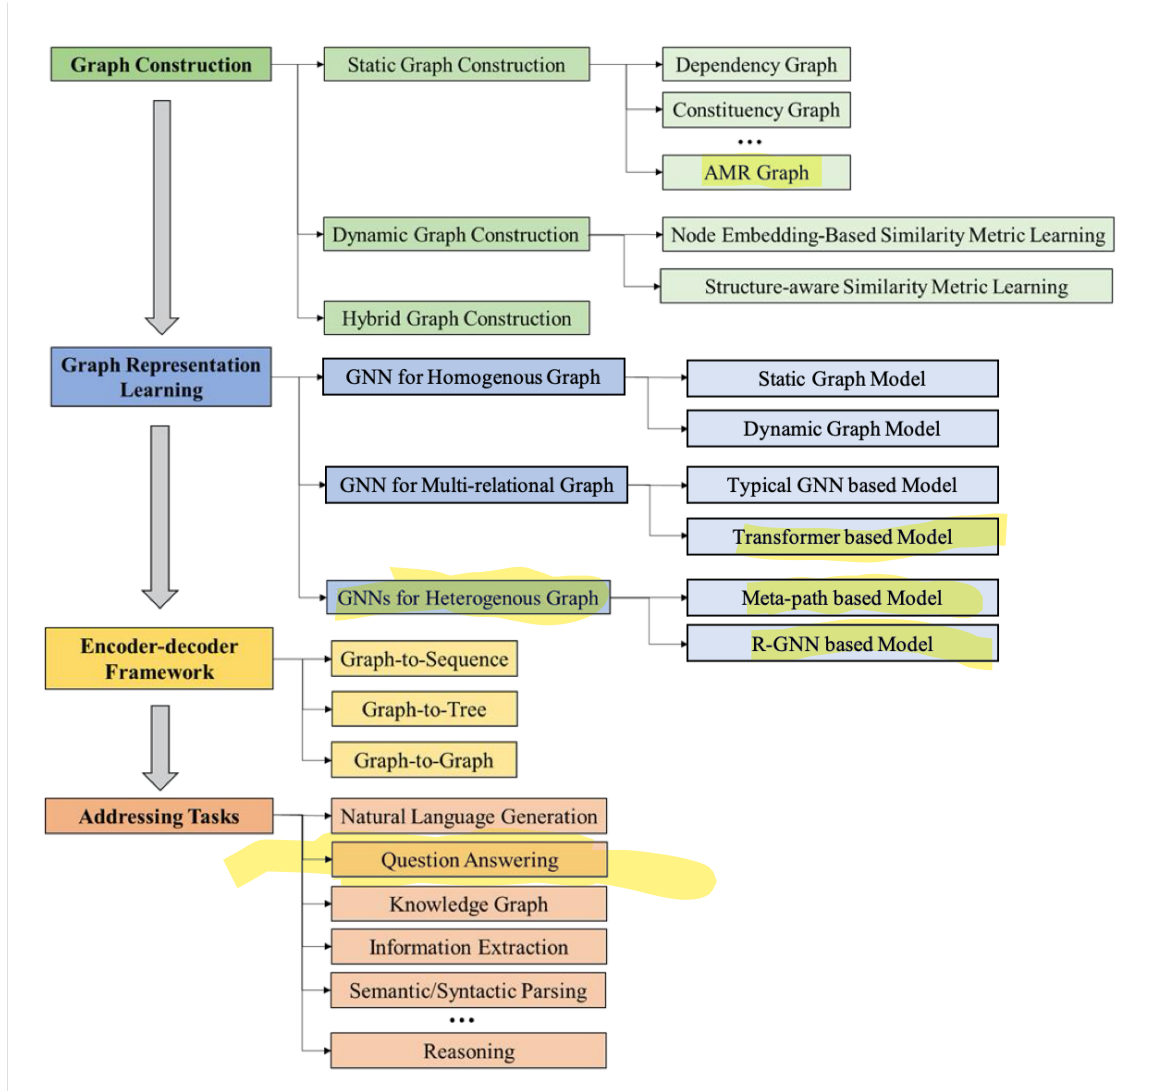 Graph Construction
Static Graph Construction
Dependency Graph
Constituency Graph
...
AMR Graph
Dynamic Graph Construction
Node Embedding-Based Similarity Metric Learning
Structure-aware Similarity Metric Learning
Hybrid Graph Construction
Graph Representation
Learning
GNN for Homogenous Graph
Static Graph Model
Dynamic Graph Model
GNN for Multi-relational Graph
Typical GNN based Model
Transformer based Model
GNNs for Heterogenous Graph
Meta-path based Model
R-GNN based Model
Encoder-decoder
Framework
Graph-to-Sequence
Graph-to-Tree
Graph-to-Graph
Addressing Tasks
Natural Language Generation
Question Answering
Knowledge Graph
Information Extraction
Semantic/Syntactic Parsing
...
Reasoning